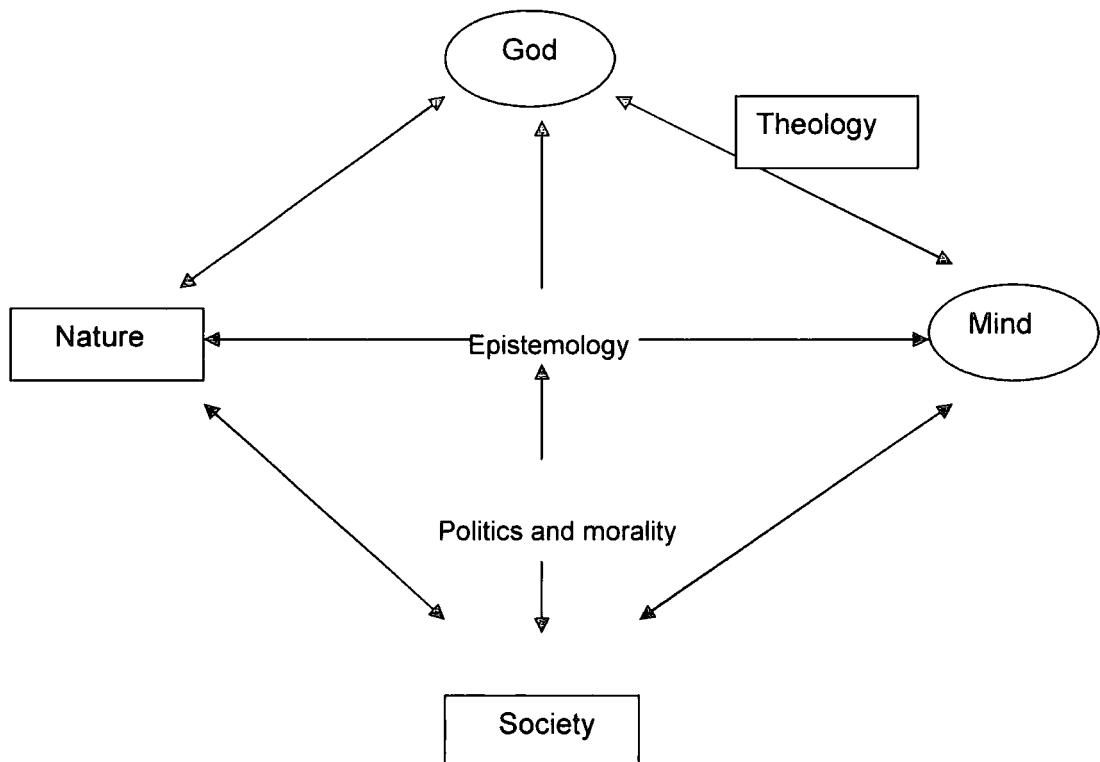 God
Theology
Nature
Epistemology
Mind
Politics and morality
Society